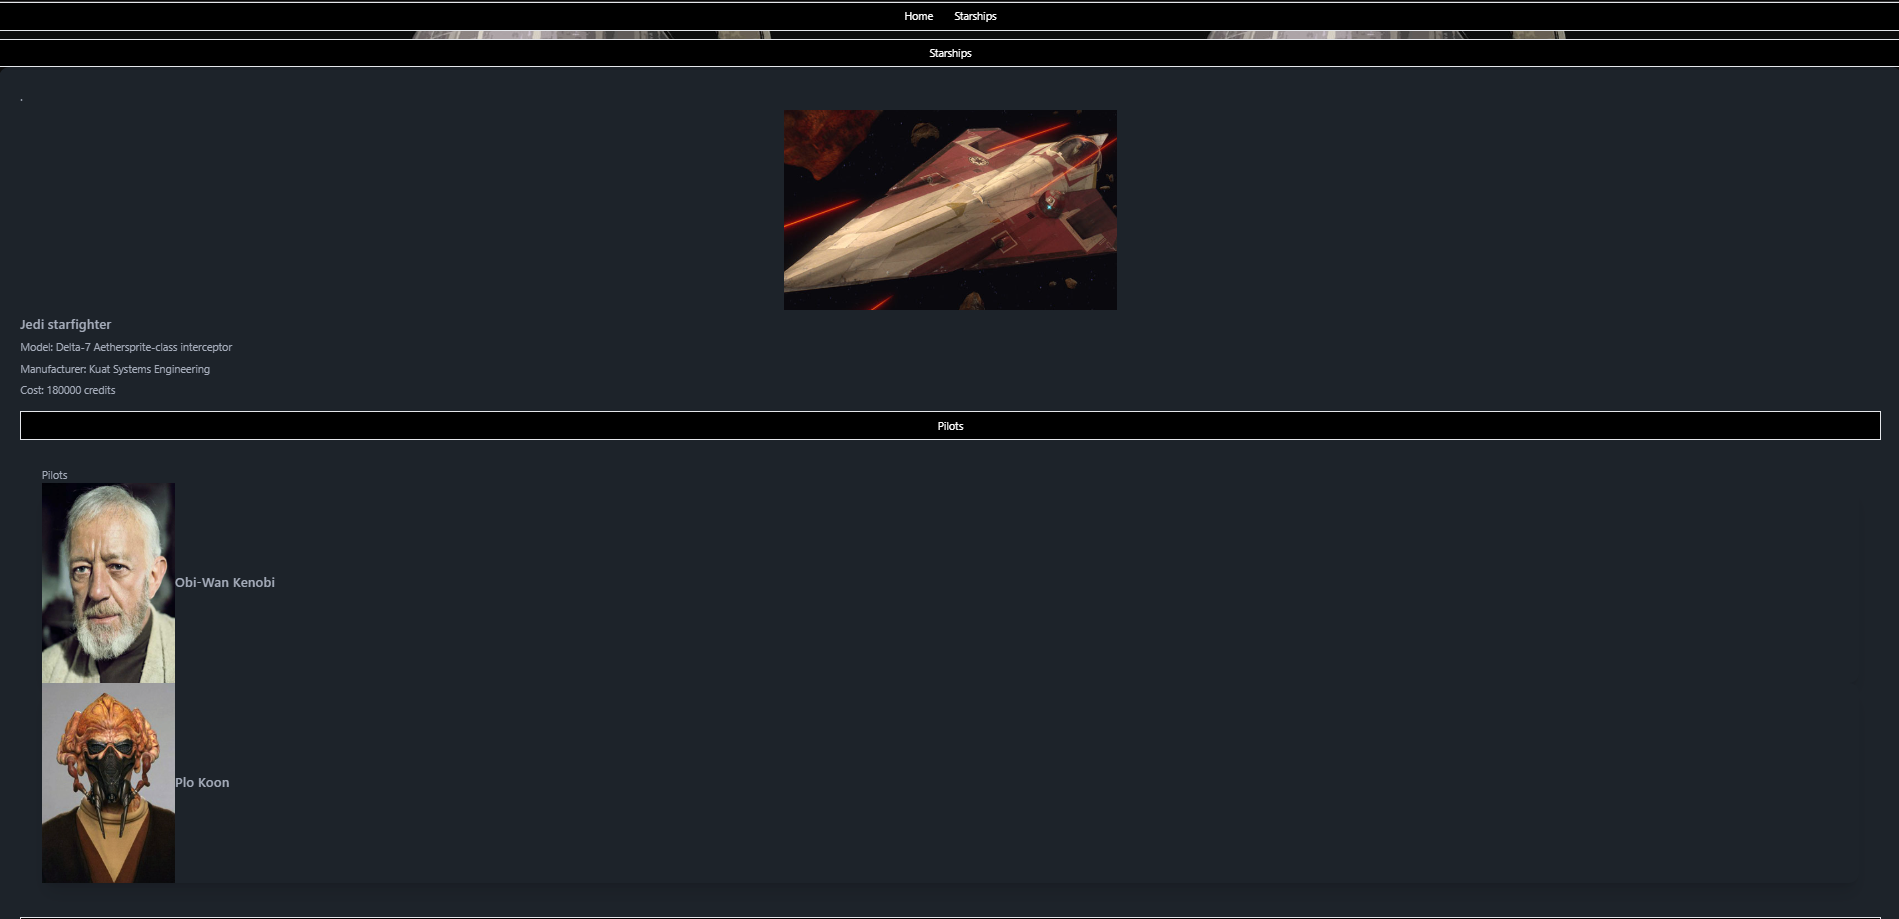 Home Starships
Starships
.
Jedi starfighter
Model: Delta-7 Aethersprite-class interceptor
Manufacturer: Kuat Systems Engineering
Cost: 180000 credits
Pilots
Pilots
Obi-Wan Kenobi
Plo Koon